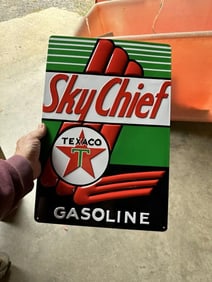 Sky Chief
TEXACO
T
GASOLINE